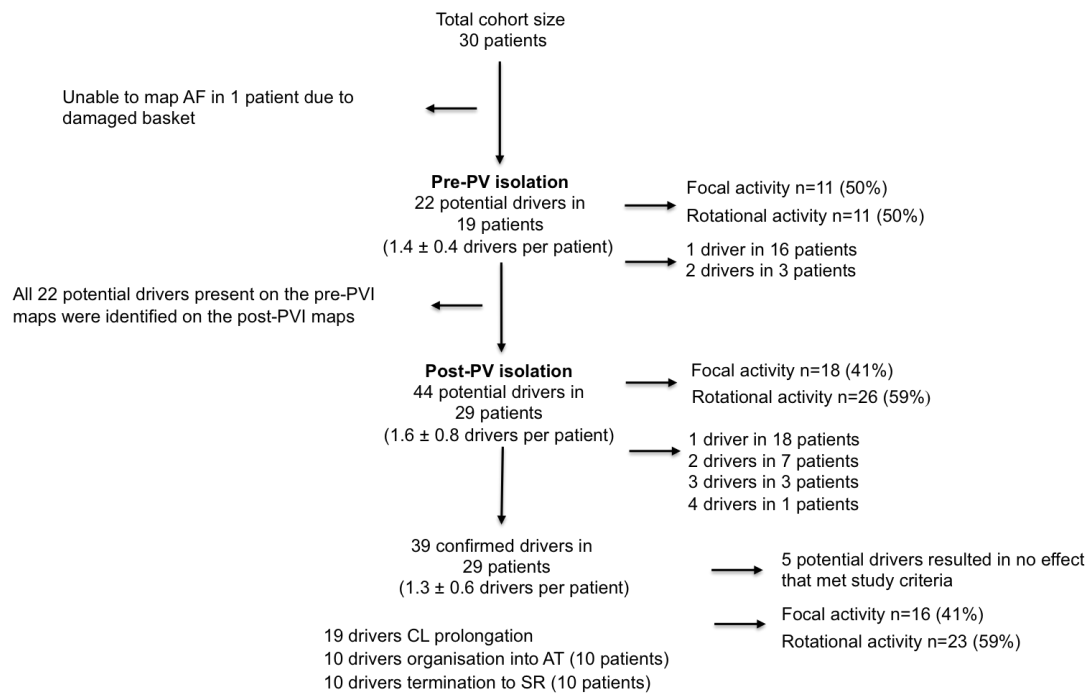 Total cohort size
30 patients
Unable to map AF in 1 patient due to
damaged basket
Pre-PV isolation
22 potential drivers in
19 patients
(1.4 ± 0.4 drivers per patient)
Focal activity n=11 (50%)
Rotational activity n=11 (50%)
1 driver in 16 patients
2 drivers in 3 patients
All 22 potential drivers present on the pre-PVI
maps were identified on the post-PVI maps
Post-PV isolation
44 potential drivers in
29 patients
(1.6 ± 0.8 drivers per patient)
Focal activity n=18 (41%)
Rotational activity n=26 (59%)
1 driver in 18 patients
2 drivers in 7 patients
3 drivers in 3 patients
4 drivers in 1 patients
39 confirmed drivers in
29 patients
(1.3 ± 0.6 drivers per patient)
5 potential drivers resulted in no effect
that met study criteria
Focal activity n=16 (41%)
Rotational activity n=23 (59%)
19 drivers CL prolongation
10 drivers organisation into AT (10 patients)
10 drivers termination to SR (10 patients)